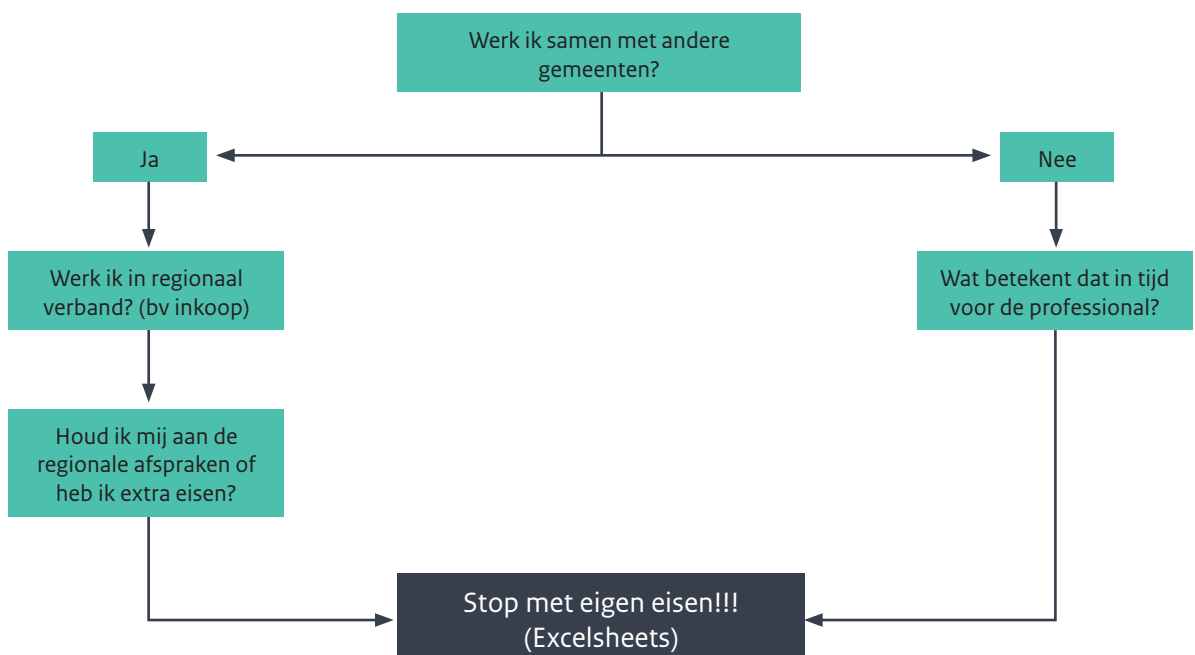 Werk ik samen met andere
gemeenten?
Ja
Nee
Werk ik in regionaal
verband? (bv inkoop)
Wat betekent dat in tijd
voor de professional?
Houd ik mij aan de
regionale afspraken of
heb ik extra eisen?
Stop met eigen eisen!!!
(Excelsheets)